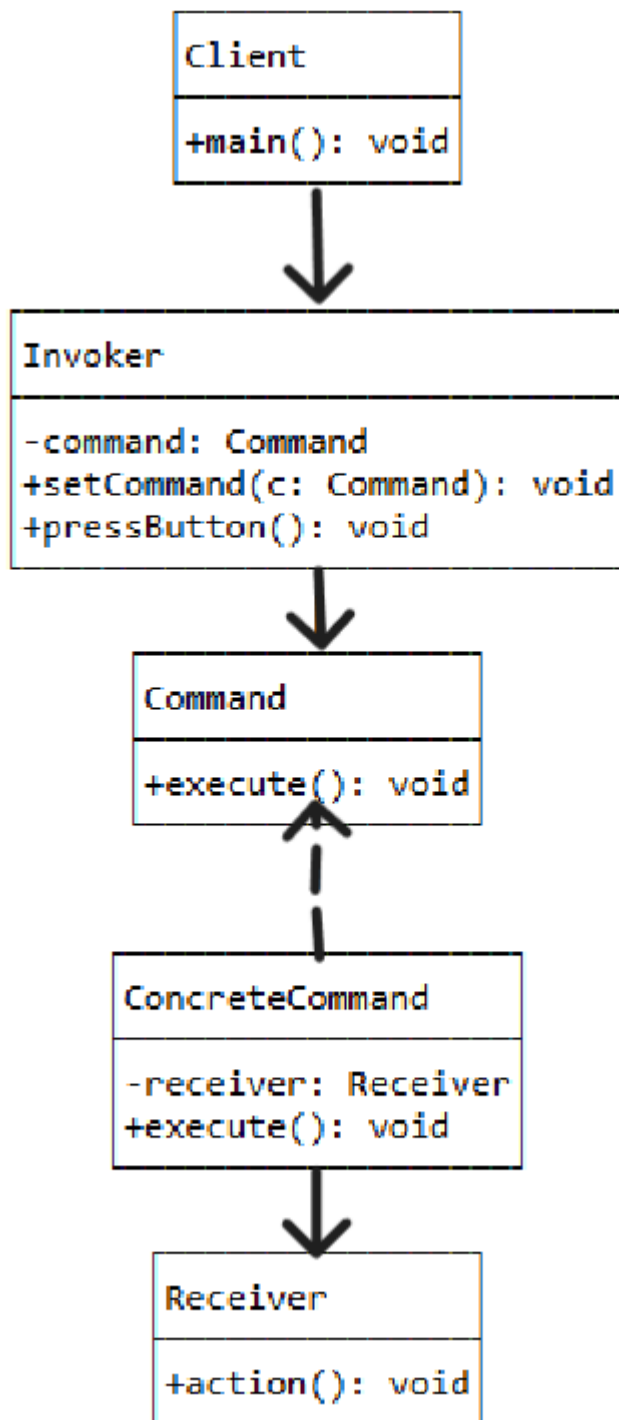 Client
+main(): void
Invoker
-command: Command
+setCommand(c: Command): void
+pressButton(): void
Command
+execute(): void
ConcreteCommand
-receiver: Receiver
+execute(): void
Receiver
+action(): void